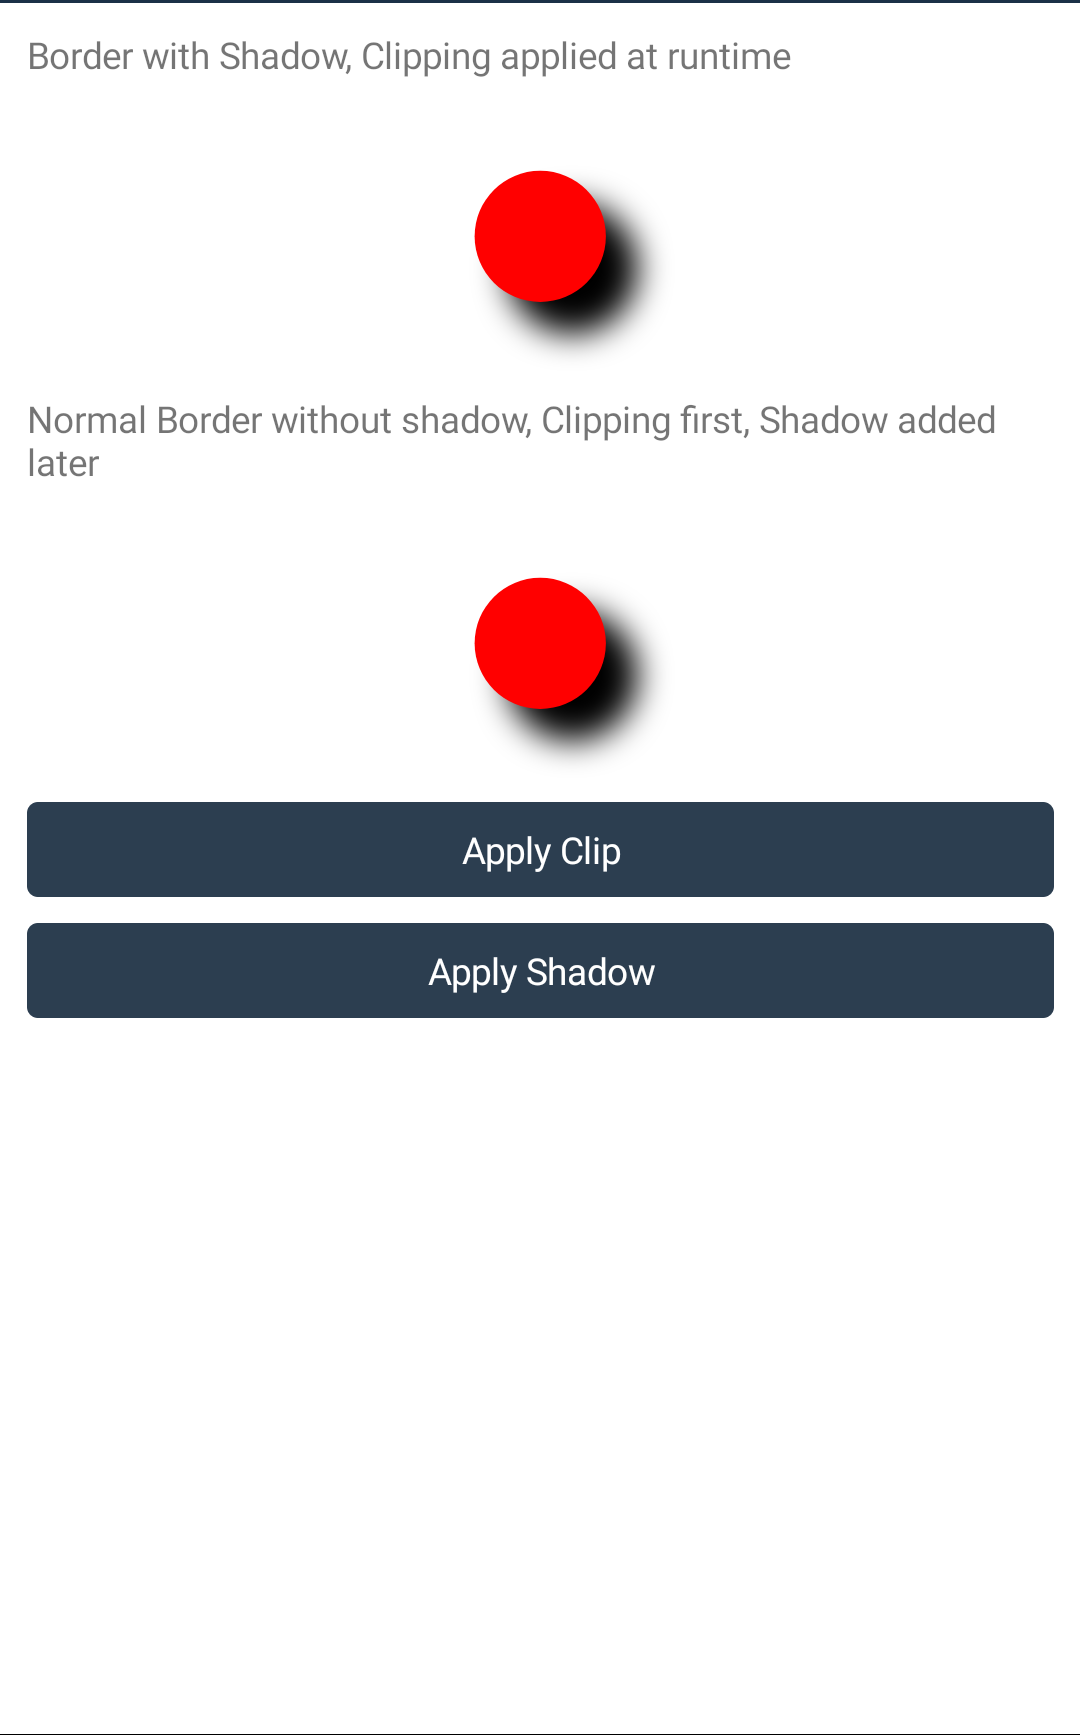 Border with Shadow, Clipping applied at runtime
Normal Border without shadow, Clipping first, Shadow added
later
Apply Clip
Apply Shadow